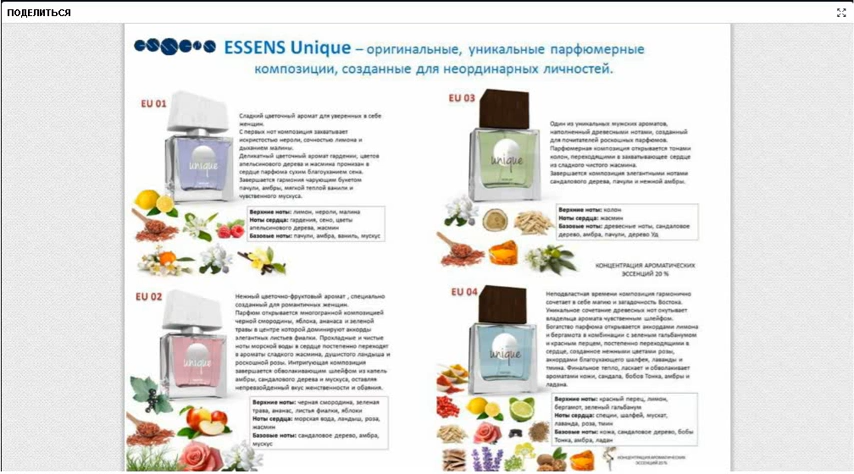 ПОДЕЛИТЬСЯ
essens
ESSENS Unique – оригинальные, уникальные парфюмерные
композиции, созданные для неординарных личностей.
EU 01
Сладкий цветочный аромат для уверенных в себе
женщин.
С первых нот композиция захватывает
искристостью нероли, сочностью лимона и
дыханием малины.
Деликатный цветочный аромат гардении, цветов
апельсинового дерева и жасмина пронизан в
сердце парфюма сухим благоуханием сена.
Завершается гармония чарующим букетом
пачули, амбры, мягкой теплой ванили и
чувственного мускуса.
unique
Верхние ноты: лимон, нероли, малина
Ноты сердца: гардения, сено, цветы
апельсинового дерева, жасмин
Базовые ноты: пачули, амбра, ваниль, мускус
EU 03
Один из уникальных мужских ароматов,
наполненный древесными нотами, созданный
для почитателей роскошных парфюмов.
Парфюмерная композиция открывается тонами
колон, переходящими в захватывающее сердце
из сладкого чистого жасмина.
Завершается композиция элегантными нотами
сандалового дерева, пачули и нежной амбры.
unique
Верхние ноты: колон
Ноты сердца: жасмин
Базовые ноты: древесные ноты, сандаловое
дерево, амбра, пачули, дерево Уд
КОНЦЕНТРАЦИЯ АРОМАТИЧЕСКИХ
ЭССЕНЦИЙ 20 %
EU 02
Нежный цветочно-фруктовый аромат , специально
созданный для романтичных женщин.
Парфюм открывается многогранной композицией
черной смородины, яблока, ананаса и зеленой
травы в центре которой доминируют аккорды
элегантных листьев фиалки. Прохладные и чистые
ноты морской воды в сердце постепенно переходят
в ароматы сладкого жасмина, душистого ландыша и
роскошной розы. Интригующая композиция
завершается обволакивающим шлейфом из капель
амбры, сандалового дерева и мускуса, оставляя
непревзойденный вкус женственности и обаяния.
unique
Верхние ноты: черная смородина, зеленая
трава, ананас, листья фиалки, яблоки
Ноты сердца: морская вода, ландыш, роза,
жасмин
Базовые ноты: сандаловое дерево, амбра,
мускус
EU 04
Неподвластная времени композиция гармонично
сочетает в себе магию и загадочность Востока.
Уникальное сочетание древесных нот окутывает
владельца аромата чувственным шлейфом.
Богатство парфюма открывается аккордами лимона
и бергамота в комбинации с зеленым гальбанумом
и красным перцем, постепенно переходящими в
сердце, созданное нежными цветами розы,
аккордами благоухающего шалфея, лаванды и
тмина. Финальное тепло, ласкает и обволакивает
ароматами кожи, сандала, бобов Тонка, амбры и
ладана.
unique
Верхние ноты: красный перец, лимон,
бергамот, зеленый гальбанум
Ноты сердца: специи, шалфей, мускат,
лаванда, роза, тмин
Базовые ноты: кожа, сандаловое дерево, бобы
Тонка, амбра, ладан
КОНЦЕНТРАЦИЯ АРОМАТИЧЕСКИХ
ЭССЕНЦИЙ 20 %